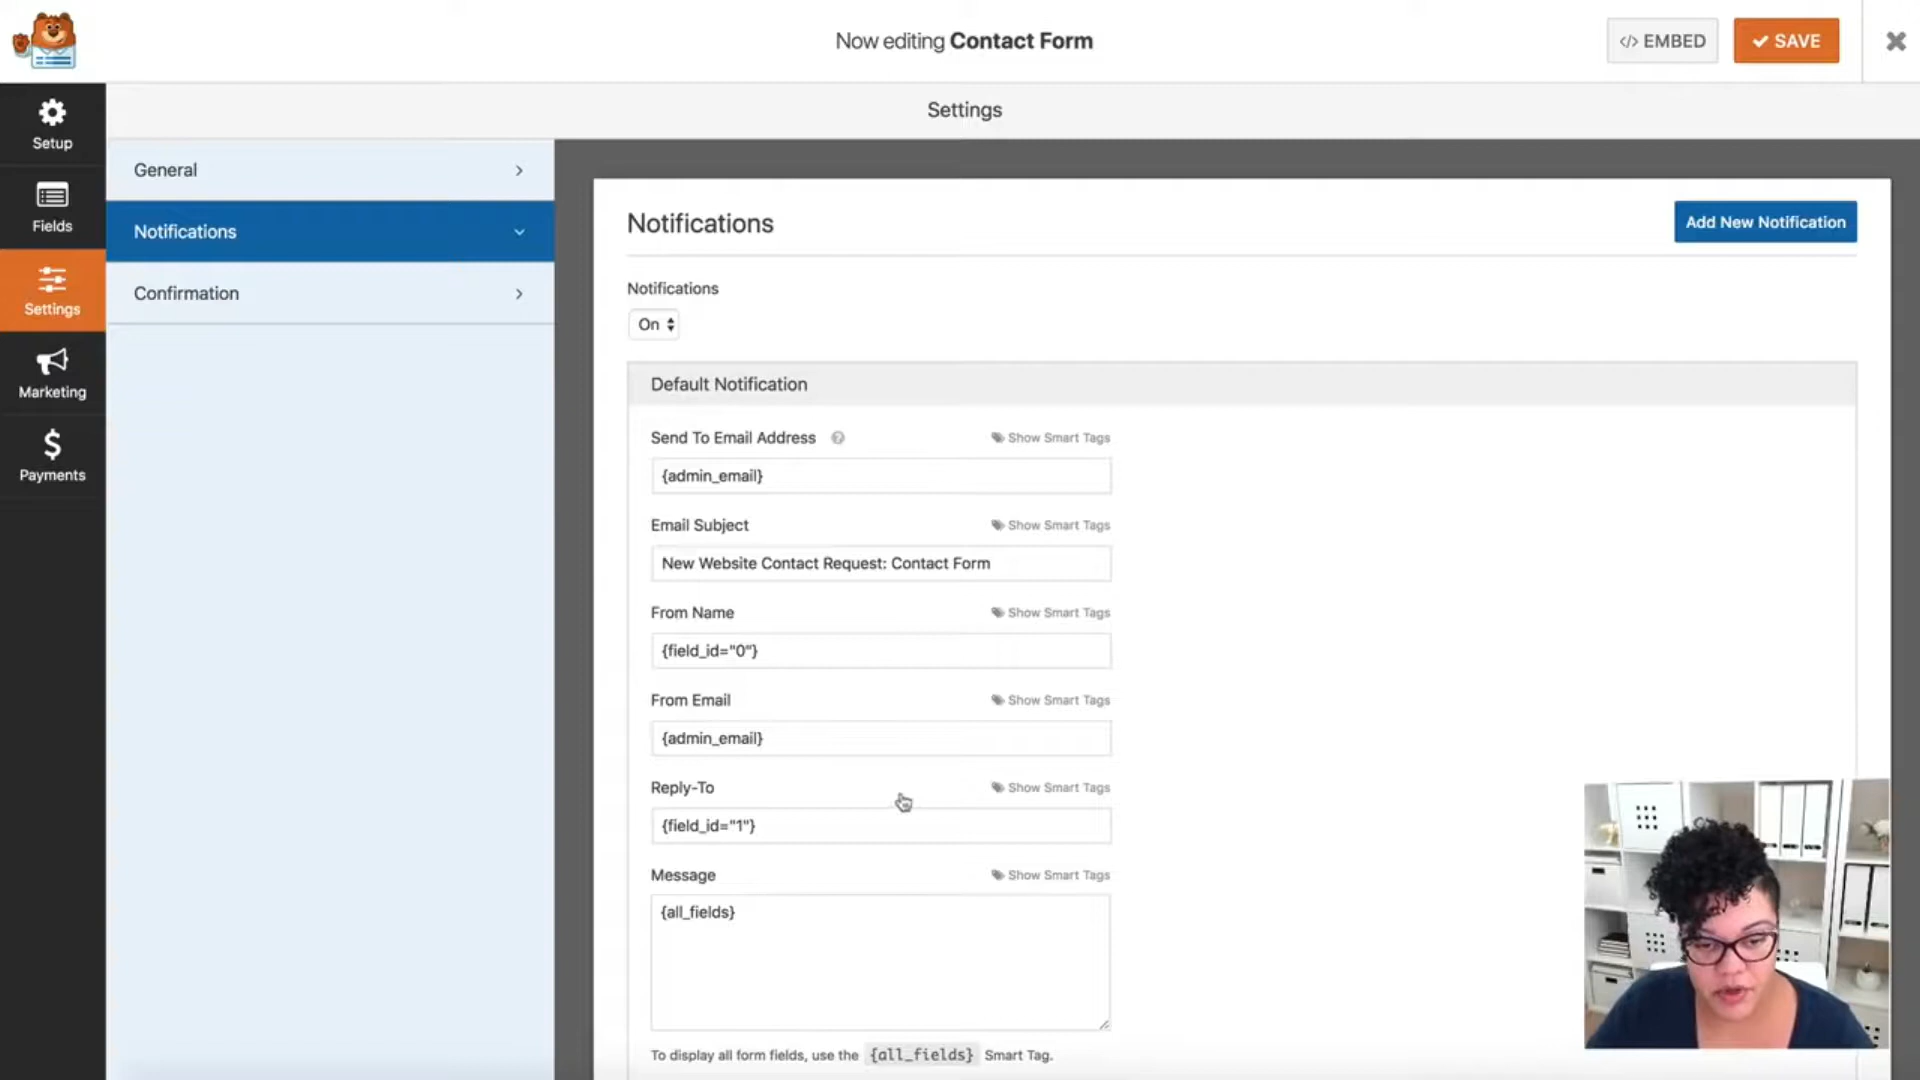 Now editing Contact Form
</> EMBED
SAVE
Settings
Setup
Fields
Settings
Marketing
Payments
General
Notifications
Confirmation
Notifications
Add New Notification
Notifications
On
Default Notification
Send To Email Address
Show Smart Tags
{admin_email}
Email Subject
Show Smart Tags
New Website Contact Request: Contact Form
From Name
Show Smart Tags
{field_id="0"}
From Email
Show Smart Tags
{admin_email}
Reply-To
Show Smart Tags
{field_id="1"}
Message
Show Smart Tags
{all_fields}
To display all form fields, use the {all_fields} Smart Tag.